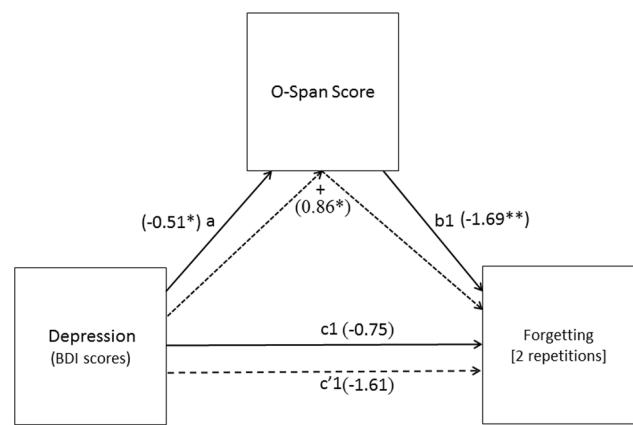 O-Span Score
(-0.51*) a
+
(0.86*)
b1 (-1.69**)
Depression
(BDI scores)
c1 (-0.75)
c'1(-1.61)
Forgetting
[2 repetitions]